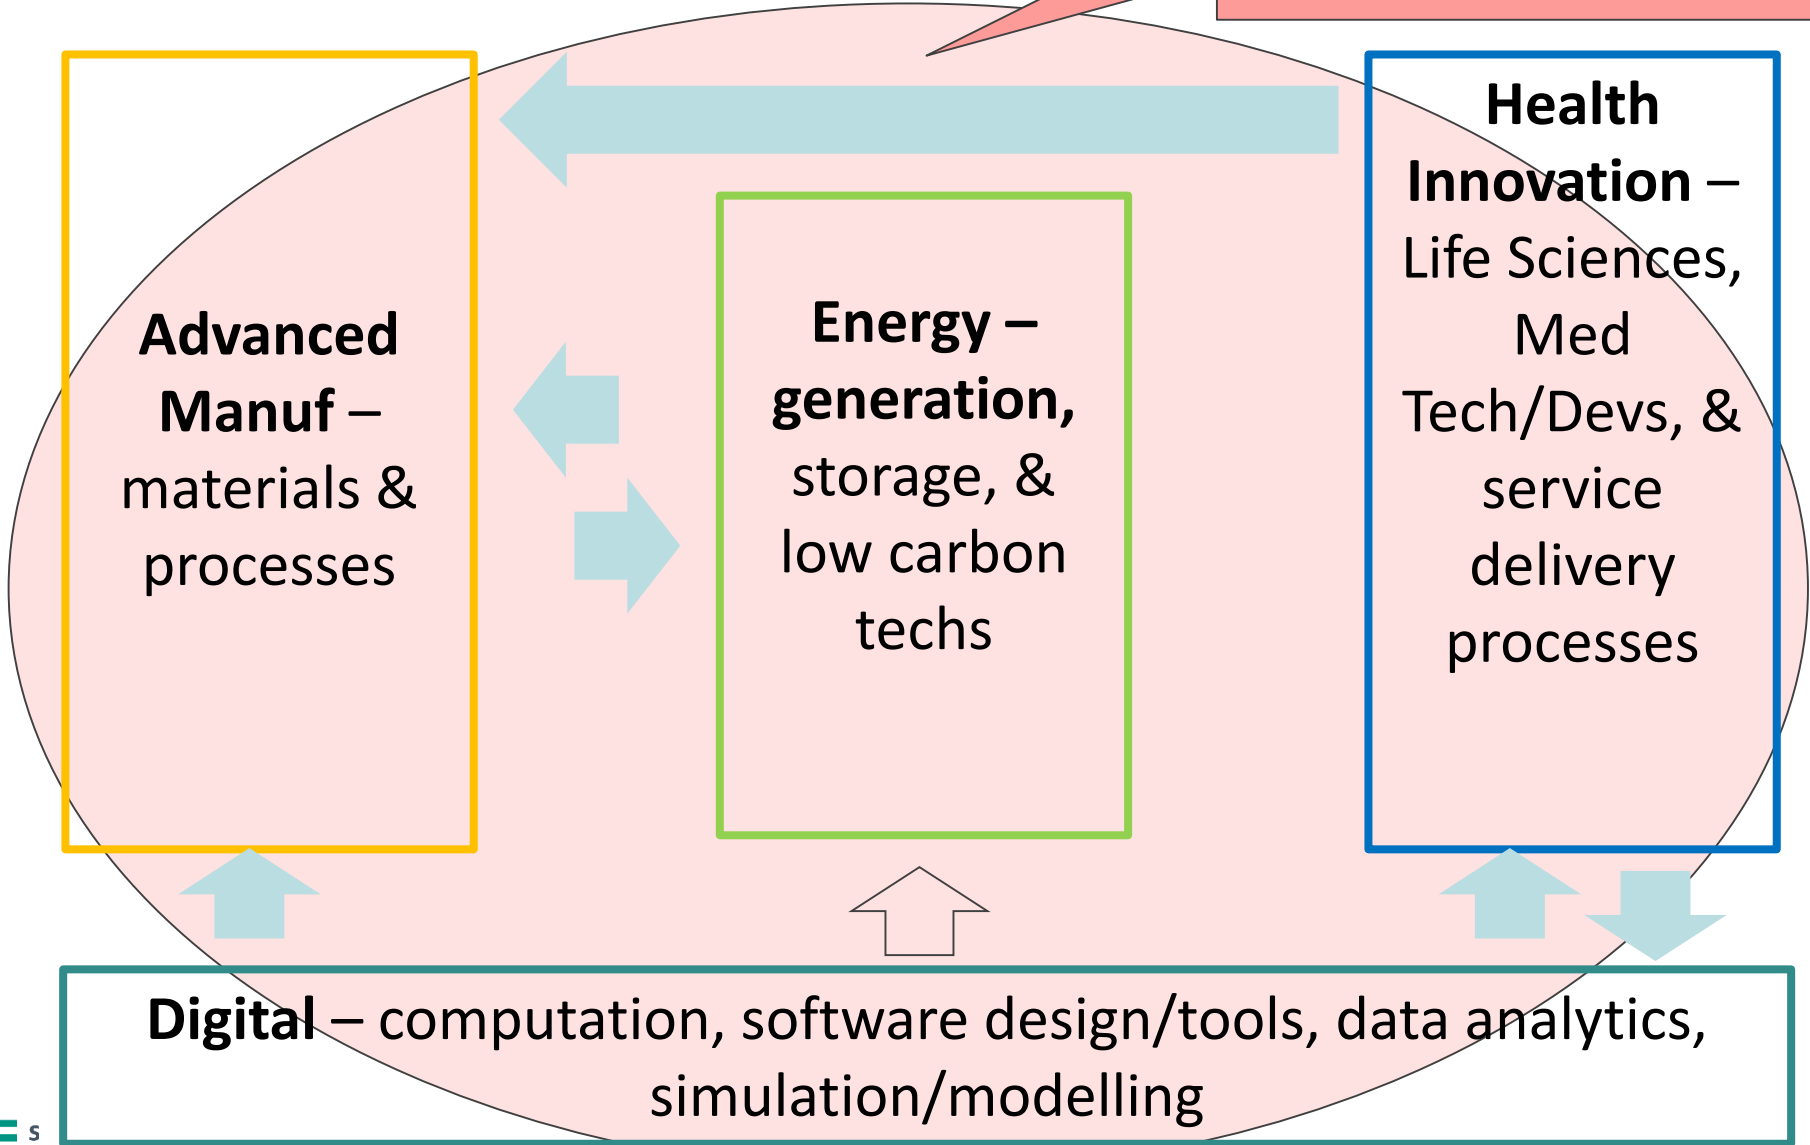 Advanced
Manuf –
materials &
processes
Energy –
generation,
storage, &
low carbon
techs
Health
Innovation –
Life Sciences,
Med
Tech/Devs, &
service
delivery
processes
Digital – computation, software design/tools, data analytics,
simulation/modelling
s